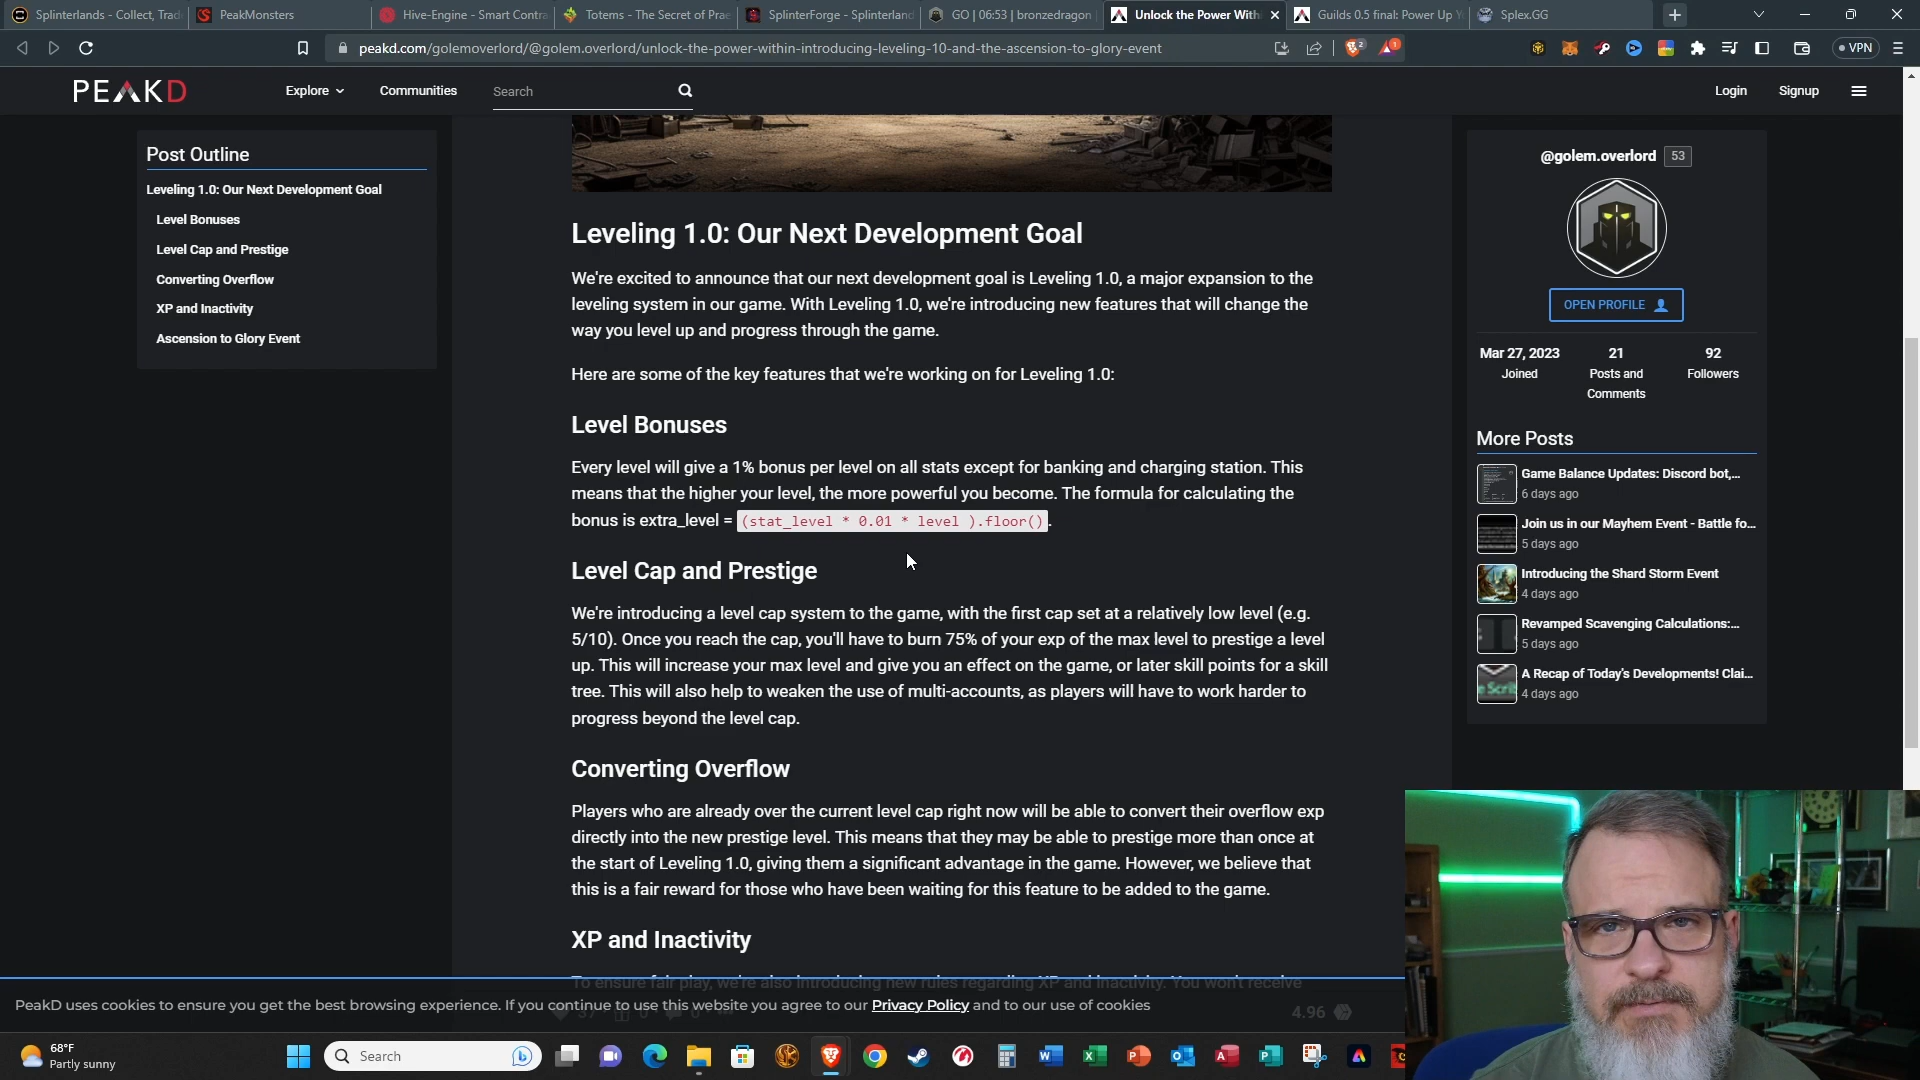 Splinterlands - Collect, Trad
PeakMonsters
Hive-Engine - Smart Contra
Totems - The Secret of Prae
SplinterForge - Splinterland
GO | 06:53 | bronzedragon
Unlock the Power With
Guilds 0.5 final: Power Up Y
Splex.GG
peakd.com/golemoverlord/@golem.overlord/unlock-the-power-within-introducing-leveling-10-and-the-ascension-to-glory-event
2
1
VPN
PEAKD
Explore
Communities
Search
Login
Signup
Post Outline
Leveling 1.0: Our Next Development Goal
Level Bonuses
Level Cap and Prestige
Converting Overflow
XP and Inactivity
Ascension to Glory Event
Leveling 1.0: Our Next Development Goal
We're excited to announce that our next development goal is Leveling 1.0, a major expansion to the
leveling system in our game. With Leveling 1.0, we're introducing new features that will change the
way you level up and progress through the game.
Here are some of the key features that we're working on for Leveling 1.0:
Level Bonuses
Every level will give a 1% bonus per level on all stats except for banking and charging station. This
means that the higher your level, the more powerful you become. The formula for calculating the
bonus is extra_level = (stat_level * 0.01 * level ).floor().
Level Cap and Prestige
We're introducing a level cap system to the game, with the first cap set at a relatively low level (e.g.
5/10). Once you reach the cap, you'll have to burn 75% of your exp of the max level to prestige a level
up. This will increase your max level and give you an effect on the game, or later skill points for a skill
tree. This will also help to weaken the use of multi-accounts, as players will have to work harder to
progress beyond the level cap.
Converting Overflow
Players who are already over the current level cap right now will be able to convert their overflow exp
directly into the new prestige level. This means that they may be able to prestige more than once at
the start of Leveling 1.0, giving them a significant advantage in the game. However, we believe that
this is a fair reward for those who have been waiting for this feature to be added to the game.
XP and Inactivity
To ensure fair play, we're also introducing new rules regarding XP and inactivity. You won't receive
@golem.overlord 53
OPEN PROFILE
Mar 27, 2023
Joined
21
Posts and
Comments
92
Followers
More Posts
Game Balance Updates: Discord bot,...
6 days ago
Join us in our Mayhem Event - Battle fo...
5 days ago
Introducing the Shard Storm Event
4 days ago
Revamped Scavenging Calculations:...
5 days ago
A Recap of Today's Developments! Clai...
4 days ago
PeakD uses cookies to ensure you get the best browsing experience. If you continue to use this website you agree to our Privacy Policy and to our use of cookies
4.96
68°F
Partly sunny
Search